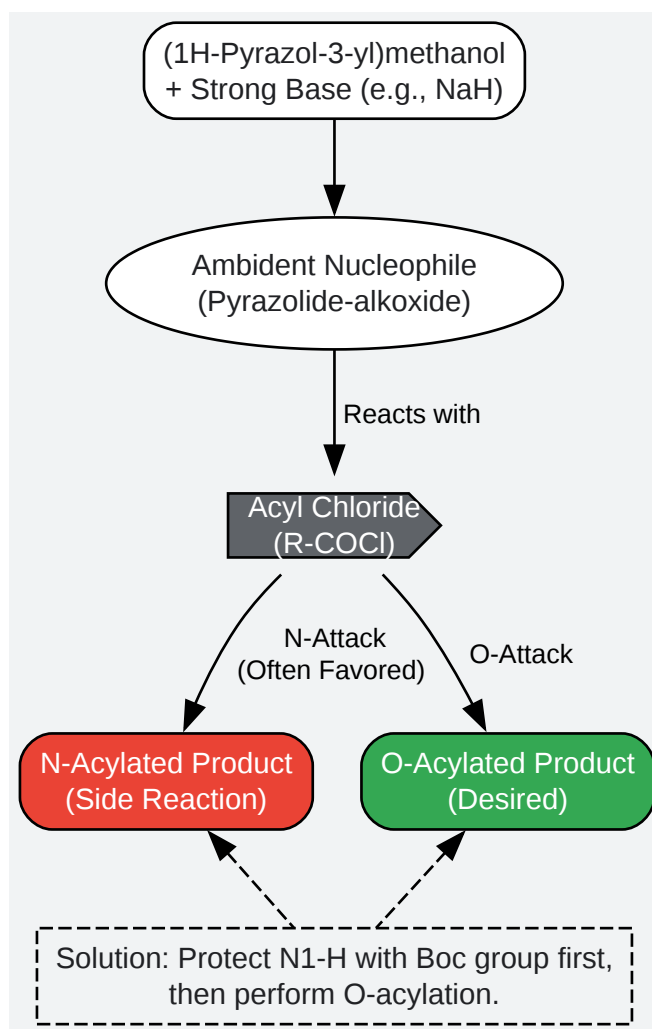 (1H-Pyrazol-3-yl)methanol
+ Strong Base (e.g., NaH)
Ambident Nucleophile
(Pyrazolide-alkoxide)
Reacts with
Acyl Chloride
(R-COCl)
N-Attack
(Often Favored)
O-Attack
N-Acylated Product
(Side Reaction)
O-Acylated Product
(Desired)
Solution: Protect N1-H with Boc group first,
then perform O-acylation.